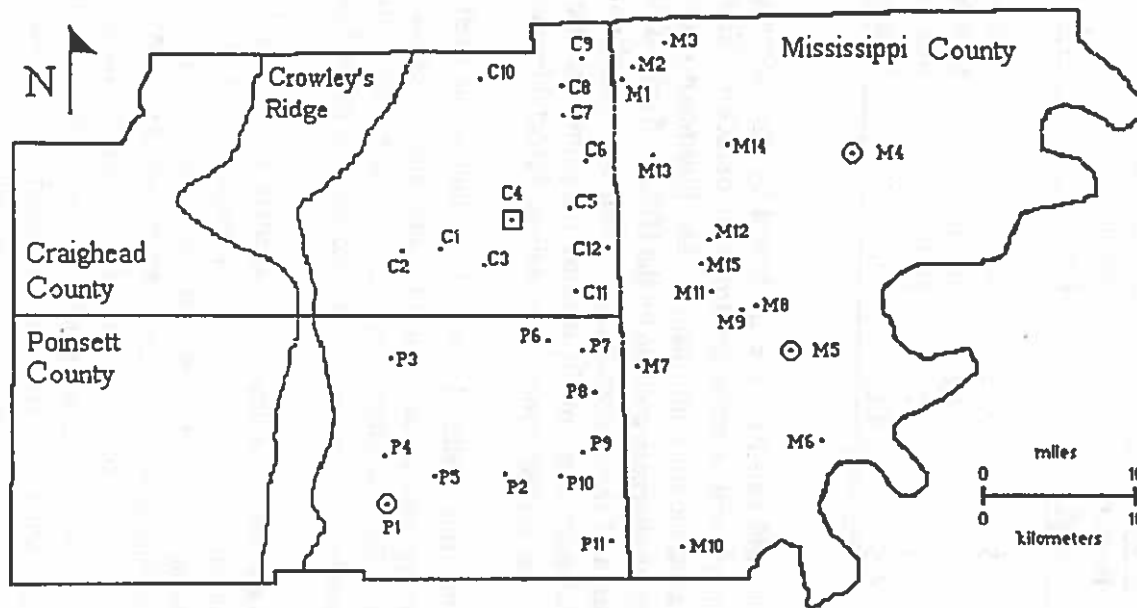 C9
M3
Mississippi County
M2
Crowley's
Ridge
C10
N
C8
M1
C7
M14
M4
C6
M13
C4
C5
C1
M12
C12
C2
C3
M15
Craighead
County
C11
M11
M8
M9
P6
Poinsett
County
P7
M5
P3
M7
P8
M6
P4
P9
miles
P5
P2
P10
0
10
P1
0
kilometers
P11
M10